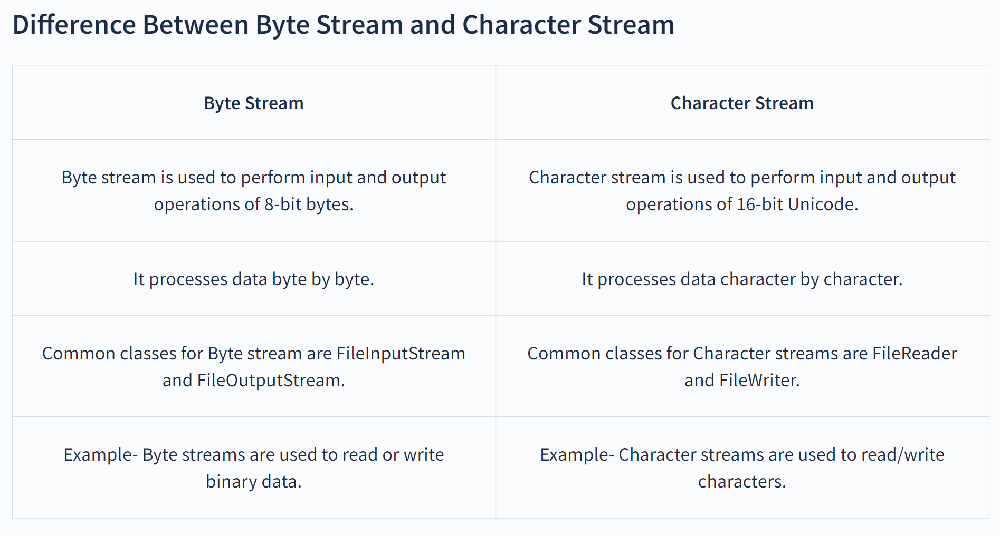 Difference Between Byte Stream and Character Stream
Byte Stream
Character Stream
Byte stream is used to perform input and output
operations of 8-bit bytes.
Character stream is used to perform input and output
operations of 16-bit Unicode.
It processes data byte by byte.
It processes data character by character.
Common classes for Byte stream are FileInputStream
and FileOutputStream.
Common classes for Character streams are FileReader
and FileWriter.
Example- Byte streams are used to read or write
binary data.
Example- Character streams are used to read/write
characters.